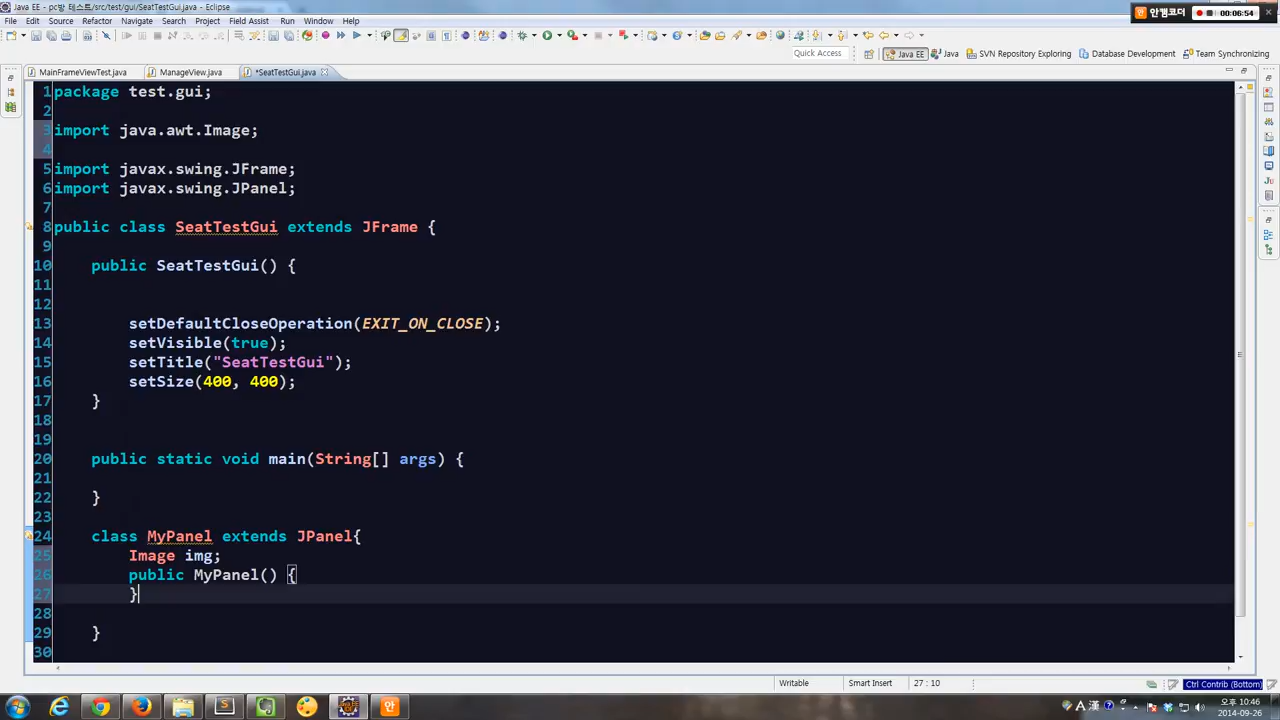 Java EE - pc방 테스트/src/test/gui/SeatTestGui.java - Eclipse
안캠코더 00:06:54
File Edit Source Refactor Navigate Search Project Field Assist Run Window Help
Quick Access Java EE Java SVN Repository Exploring Database Development Team Synchronizing
MainFrameViewTest.java ManageView.java *SeatTestGui.java
1 package test.gui;
2
3 import java.awt.Image;
4
5 import javax.swing.JFrame;
6 import javax.swing.JPanel;
7
8 public class SeatTestGui extends JFrame {
9
10 public SeatTestGui() {
11
12
13 setDefaultCloseOperation(EXIT_ON_CLOSE);
14 setVisible(true);
15 setTitle("SeatTestGui");
16 setSize(400, 400);
17 }
18
19
20 public static void main(String[] args) {
21
22 }
23
24 class MyPanel extends JPanel{
25 Image img;
26 public MyPanel() {
27 }
28
29 }
30
Writable Smart Insert 27 : 10 Ctrl Contrib (Bottom)
안 A 漢 오후 10:46
2014-09-26